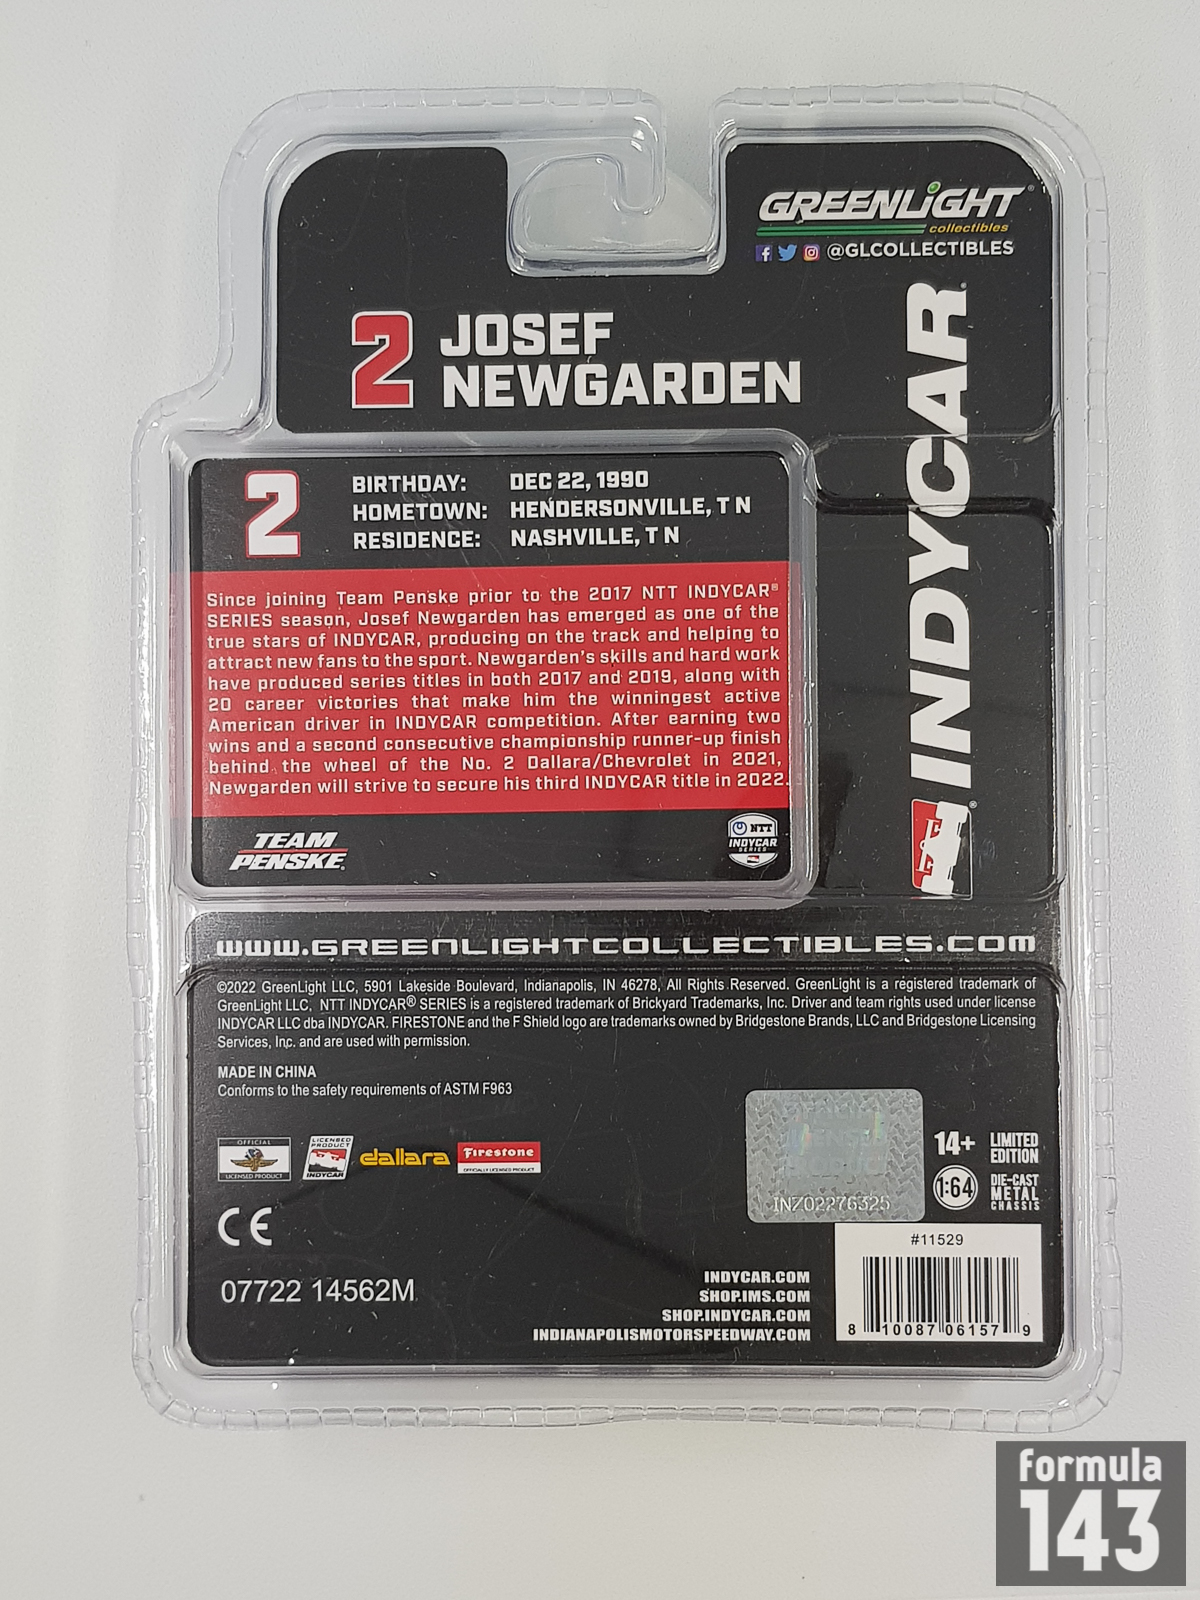 GREENLiGHT®
collectibles
@GLCOLLECTIBLES
2 JOSEF
NEWGARDEN
INDYCAR®
2
BIRTHDAY: DEC 22, 1990
HOMETOWN: HENDERSONVILLE, T N
RESIDENCE: NASHVILLE, T N
Since joining Team Penske prior to the 2017 NTT INDYCAR®
SERIES season, Josef Newgarden has emerged as one of the
true stars of INDYCAR, producing on the track and helping to
attract new fans to the sport. Newgarden's skills and hard work
have produced series titles in both 2017 and 2019, along with
20 career victories that make him the winningest active
American driver in INDYCAR competition. After earning two
wins and a second consecutive championship runner-up finish
behind the wheel of the No. 2 Dallara/Chevrolet in 2021,
Newgarden will strive to secure his third INDYCAR title in 2022.
TEAM
PENSKE
NTT
INDYCAR
SERIES
www.GREENLIGHTCOLLECTIBLES.com
©2022 GreenLight LLC, 5901 Lakeside Boulevard, Indianapolis, IN 46278, All Rights Reserved. GreenLight is a registered trademark of
GreenLight LLC, NTT INDYCAR® SERIES is a registered trademark of Brickyard Trademarks, Inc. Driver and team rights used under license
INDYCAR LLC dba INDYCAR. FIRESTONE and the F Shield logo are trademarks owned by Bridgestone Brands, LLC and Bridgestone Licensing
Services, Inc. and are used with permission.
MADE IN CHINA
Conforms to the safety requirements of ASTM F963
OFFICIAL
LICENSED PRODUCT
LICENSED
PRODUCT
INDYCAR
dallara
Firestone
OFFICIALLY LICENSED PRODUCT
INZ02276325
14+ LIMITED
EDITION
1:64 DIE-CAST
METAL
CHASSIS
CE
07722 14562M
INDYCAR.COM
SHOP.IMS.COM
SHOP.INDYCAR.COM
INDIANAPOLISMOTORSPEEDWAY.COM
#11529
8 10087 06157 9
formula
143